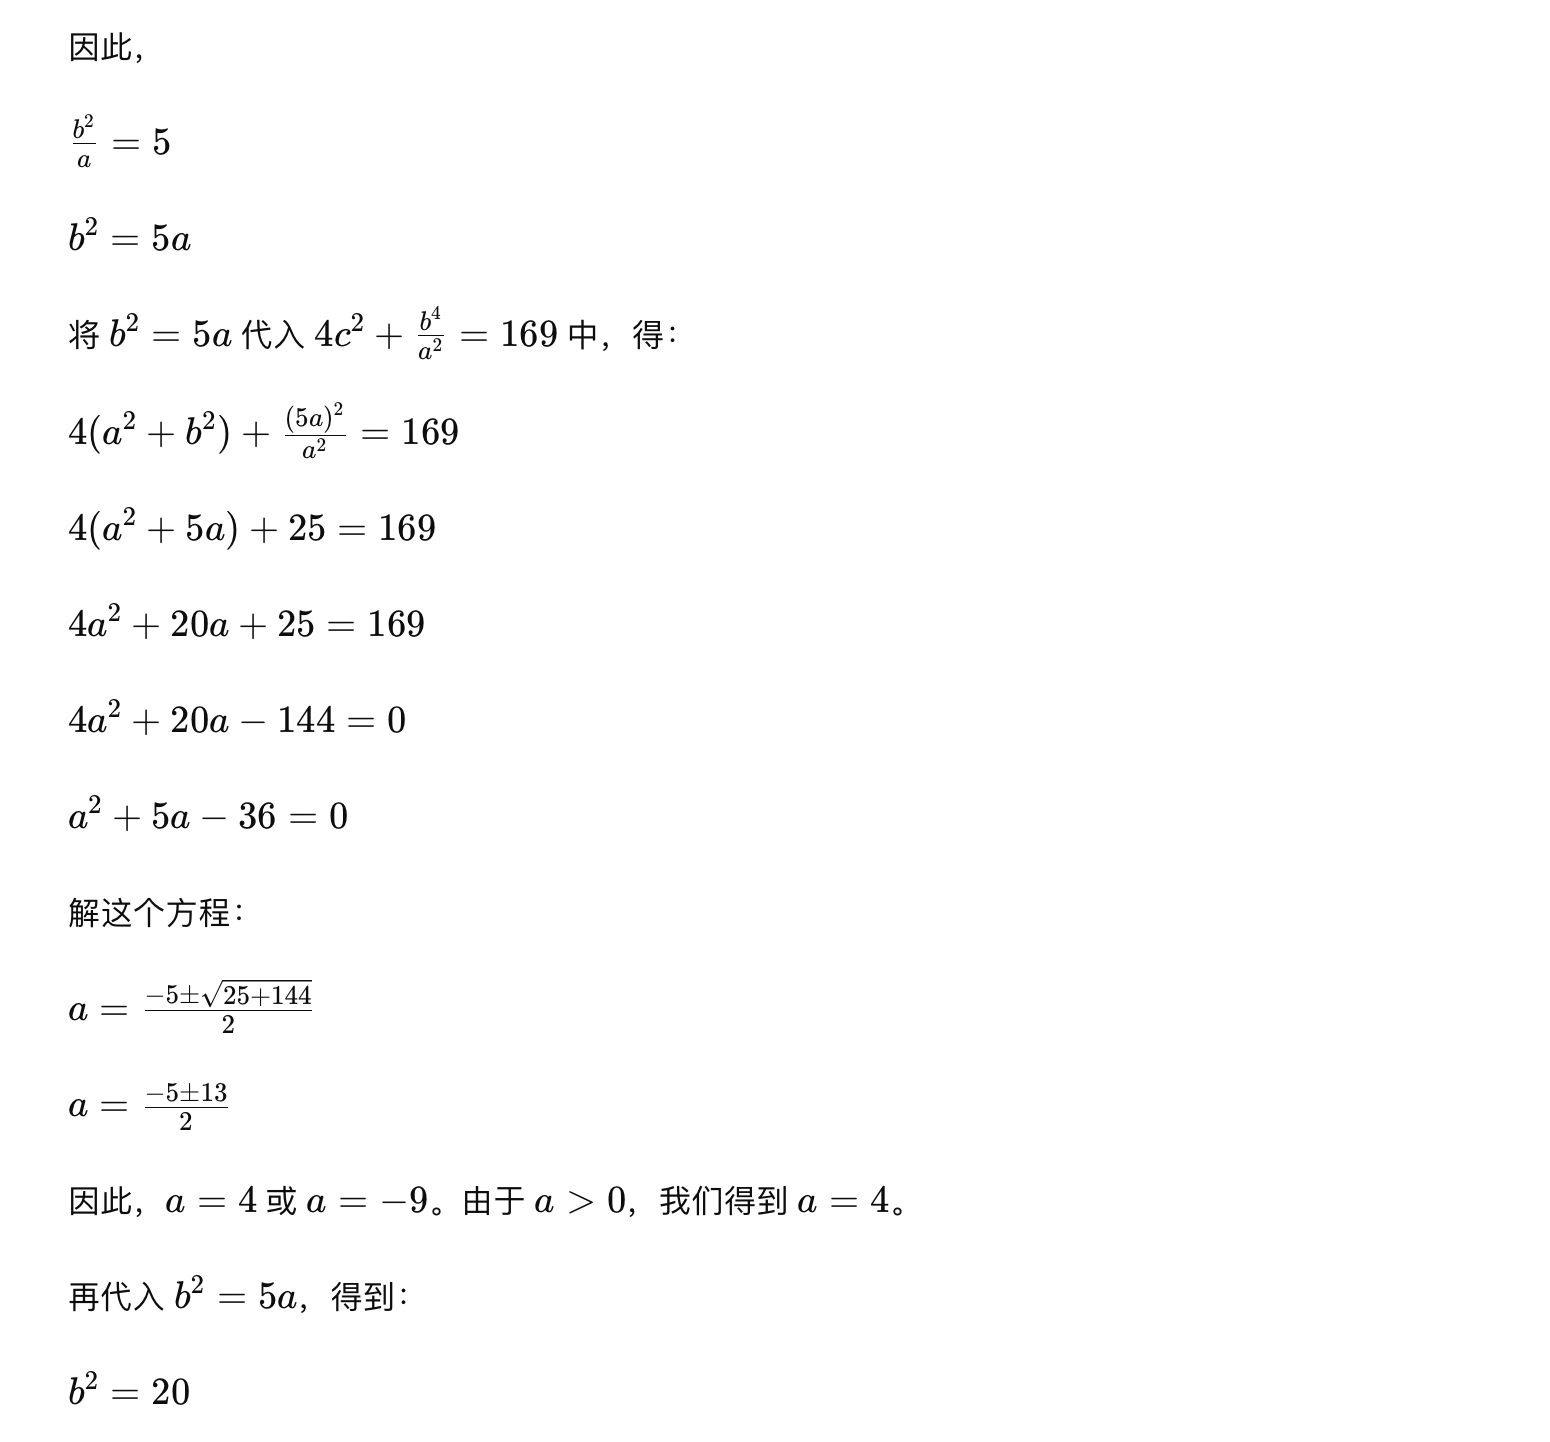 因此，
$\frac{b^2}{a} = 5$
$b^2 = 5a$
将 $b^2 = 5a$ 代入 $4c^2 + \frac{b^4}{a^2} = 169$ 中，得：
$4(a^2 + b^2) + \frac{(5a)^2}{a^2} = 169$
$4(a^2 + 5a) + 25 = 169$
$4a^2 + 20a + 25 = 169$
$4a^2 + 20a - 144 = 0$
$a^2 + 5a - 36 = 0$
解这个方程：
$a = \frac{-5 \pm \sqrt{25+144}}{2}$
$a = \frac{-5 \pm 13}{2}$
因此，$a = 4$ 或 $a = -9$。由于 $a > 0$，我们得到 $a = 4$。
再代入 $b^2 = 5a$，得到：
$b^2 = 20$